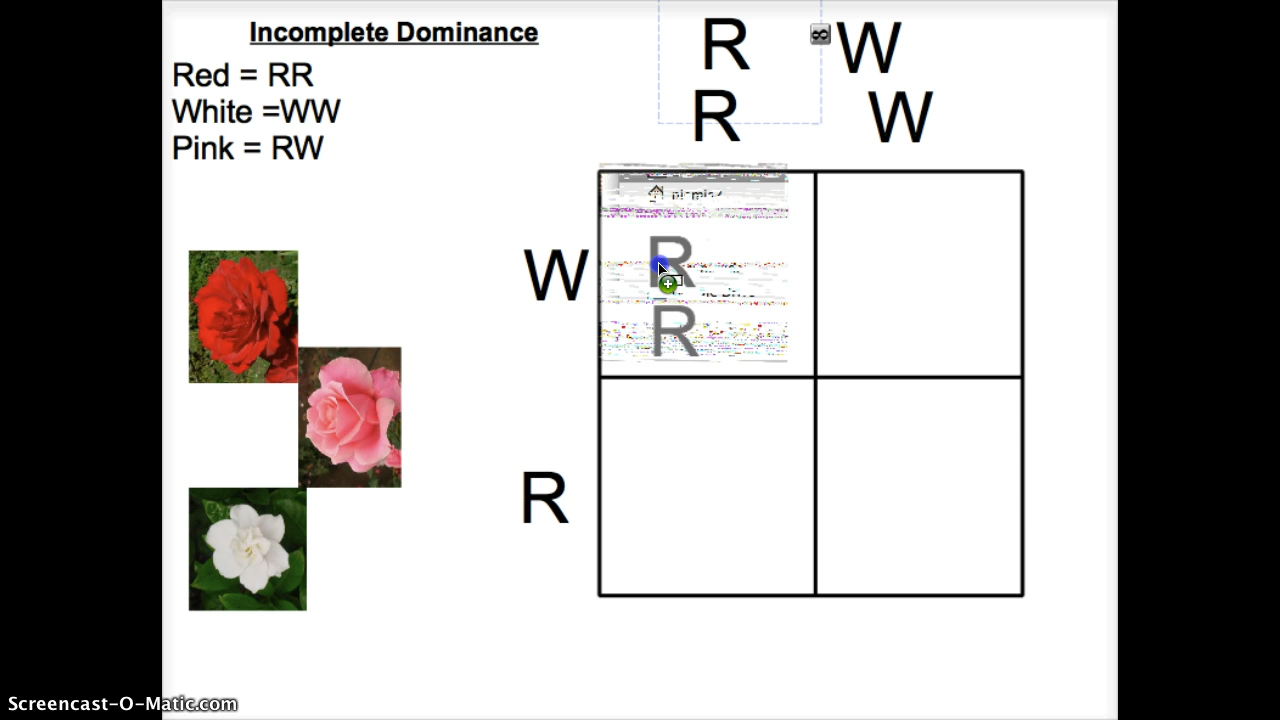 Incomplete Dominance
Red = RR
White =WW
Pink = RW
R W
R W
W
R
R
R
Screencast-O-Matic.com